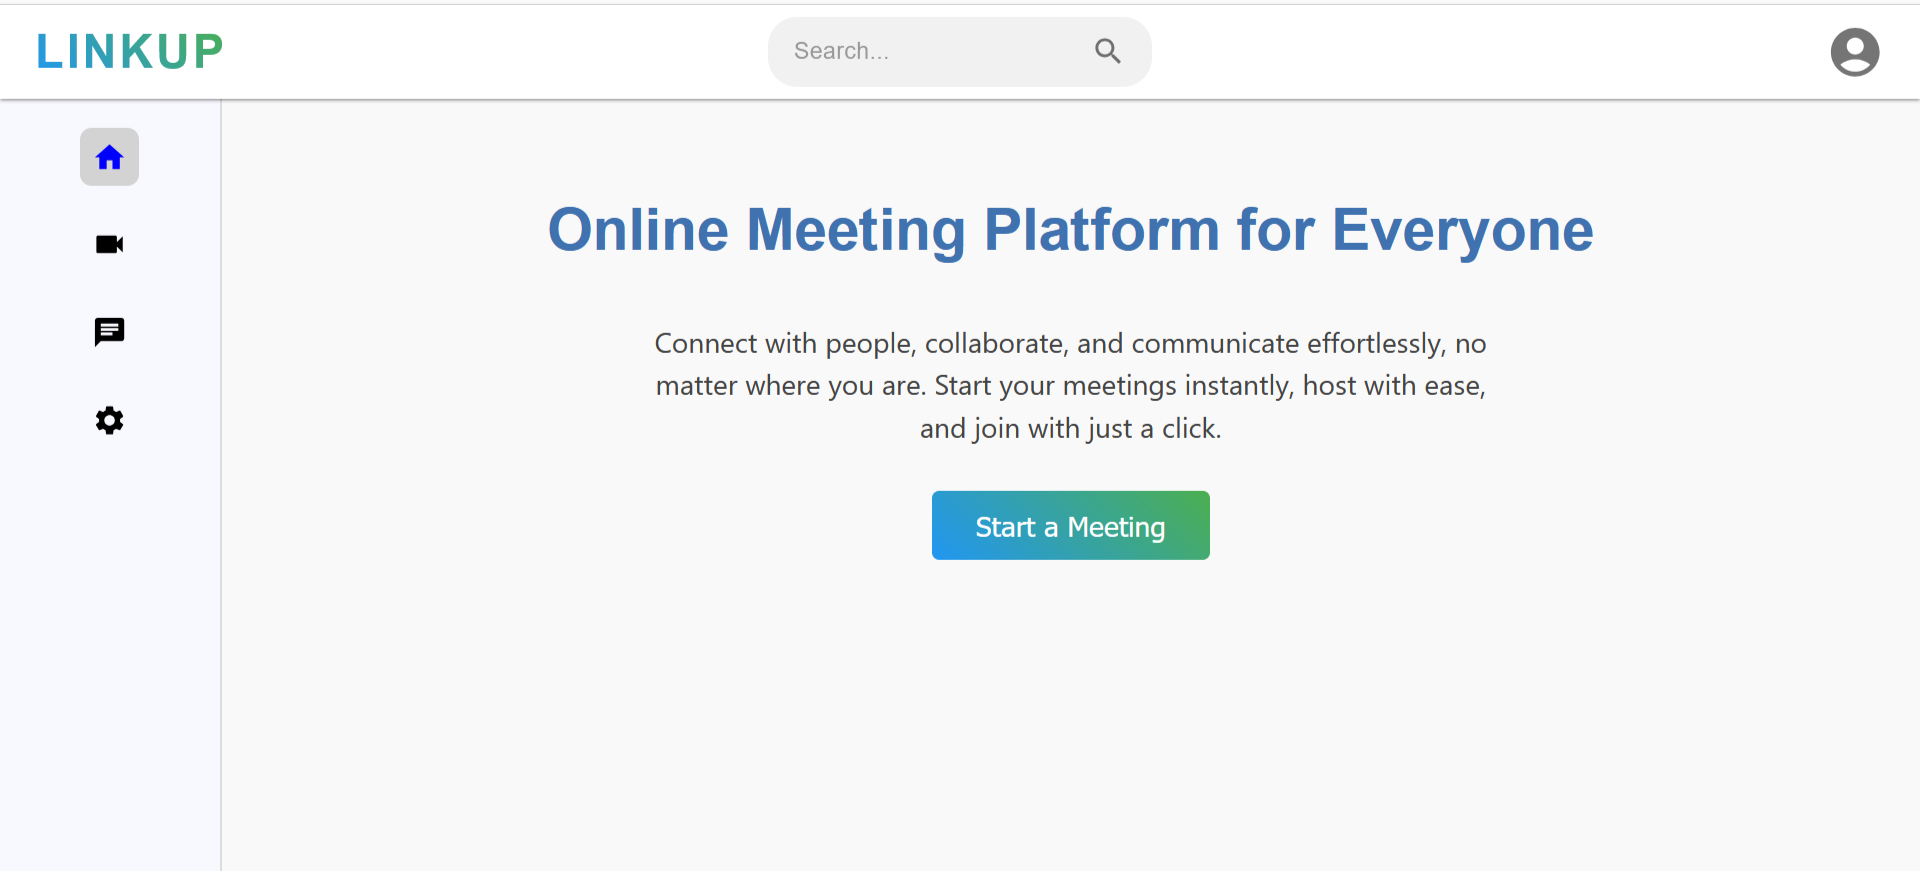 LINKUP
Search...
Online Meeting Platform for Everyone
Connect with people, collaborate, and communicate effortlessly, no
matter where you are. Start your meetings instantly, host with ease,
and join with just a click.
Start a Meeting